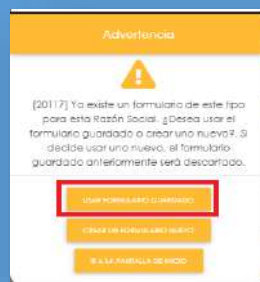 Advertencia
[20117] Ya existe un formulario de este tipo
para esta Razón Social. ¿Desea usar el
formulario guardado o crear uno nuevo?. Si
decide usar uno nuevo, el formulario
guardado anteriormente será descartado.
USAR FORMULARIO GUARDADO
CREAR UN FORMULARIO NUEVO
IR A LA PANTALLA DE INICIO